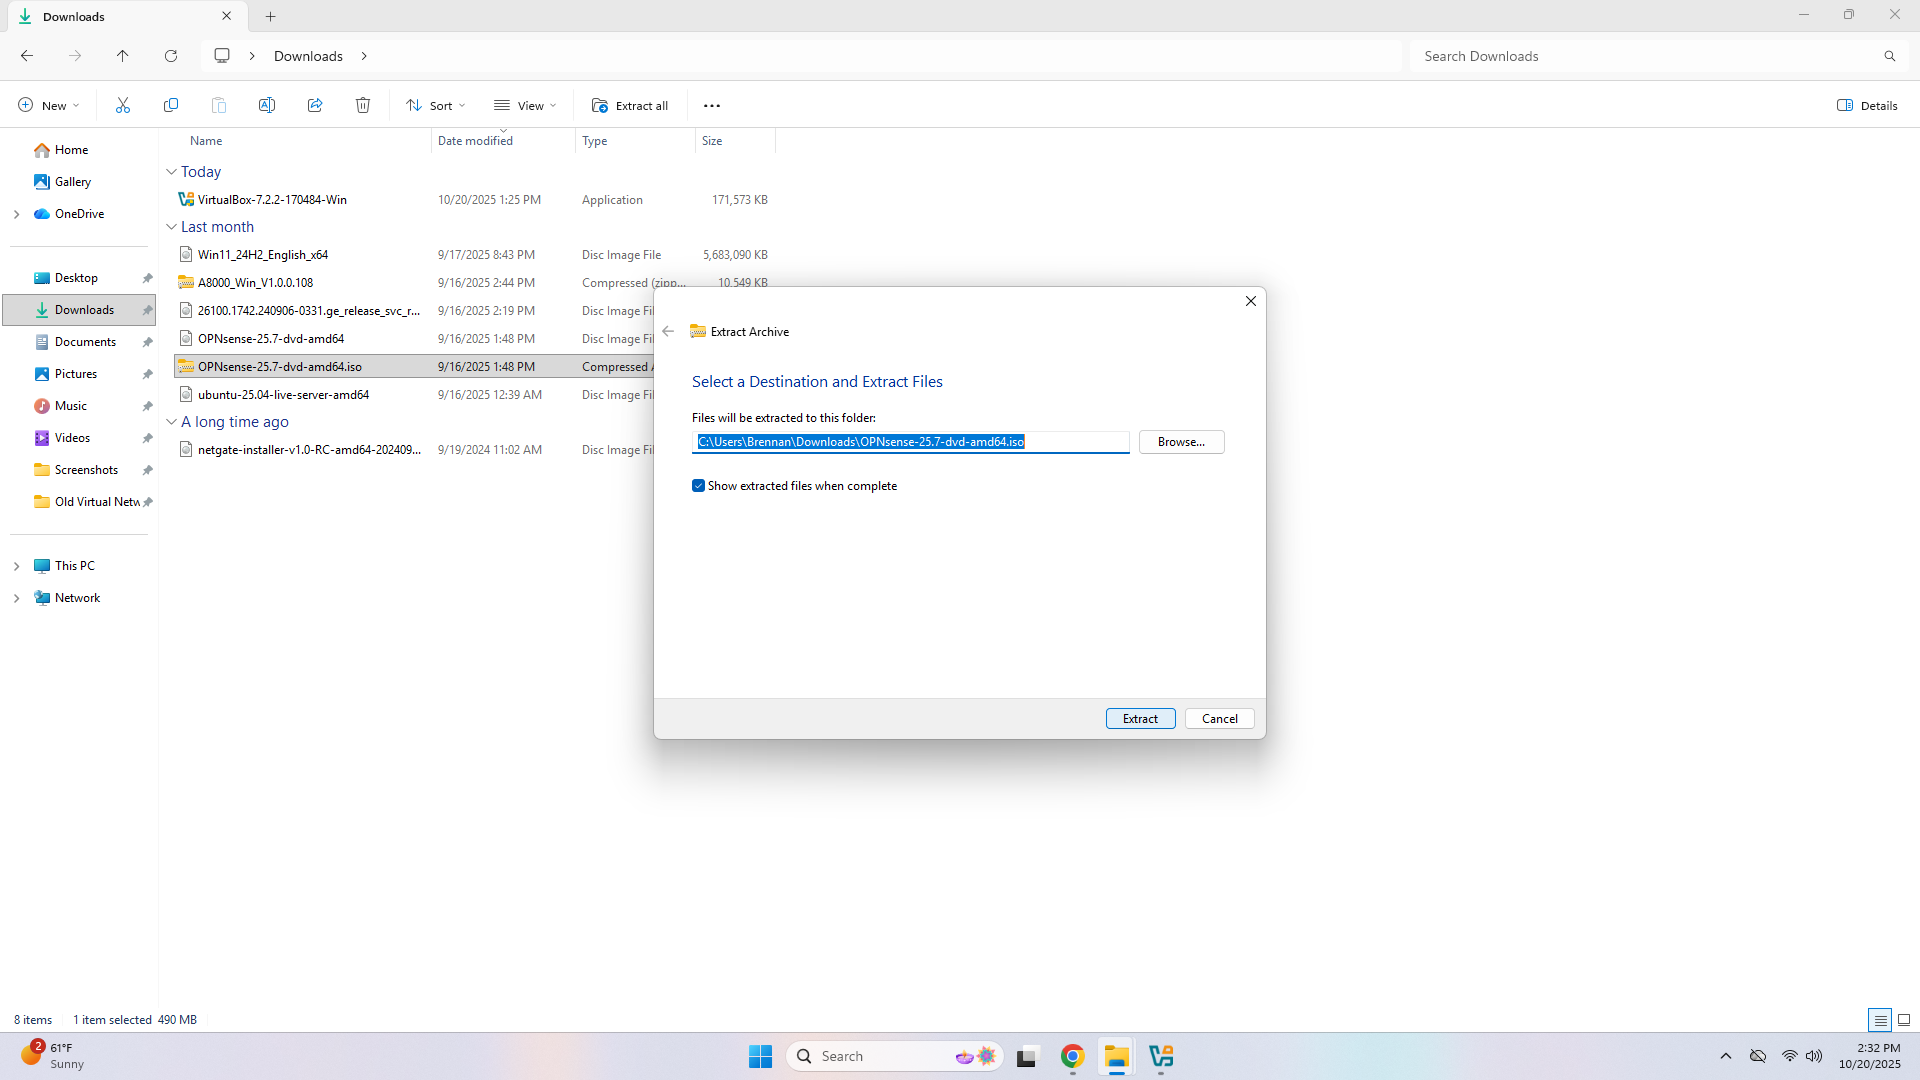 Downloads
Downloads
Search Downloads
New
Sort
View
Extract all
Details
Name Date modified Type Size
Home
Gallery
OneDrive
Desktop
Downloads
Documents
Pictures
Music
Videos
Screenshots
Old Virtual Netw
This PC
Network
Today
VirtualBox-7.2.2-170484-Win 10/20/2025 1:25 PM Application 171,573 KB
Last month
Win11_24H2_English_x64 9/17/2025 8:43 PM Disc Image File 5,683,090 KB
A8000_Win_V1.0.0.108 9/16/2025 2:44 PM Compressed (zipp... 10,549 KB
26100.1742.240906-0331.ge_release_svc_r... 9/16/2025 2:19 PM Disc Image Fil
OPNsense-25.7-dvd-amd64 9/16/2025 1:48 PM Disc Image Fil
OPNsense-25.7-dvd-amd64.iso 9/16/2025 1:48 PM Compressed A
ubuntu-25.04-live-server-amd64 9/16/2025 12:39 AM Disc Image Fil
A long time ago
netgate-installer-v1.0-RC-amd64-202409... 9/19/2024 11:02 AM Disc Image Fil
Extract Archive
Select a Destination and Extract Files
Files will be extracted to this folder:
C:\Users\Brennan\Downloads\OPNsense-25.7-dvd-amd64.iso
Browse...
Show extracted files when complete
Extract
Cancel
8 items 1 item selected 490 MB
2
61°F
Sunny
Search
2:32 PM
10/20/2025